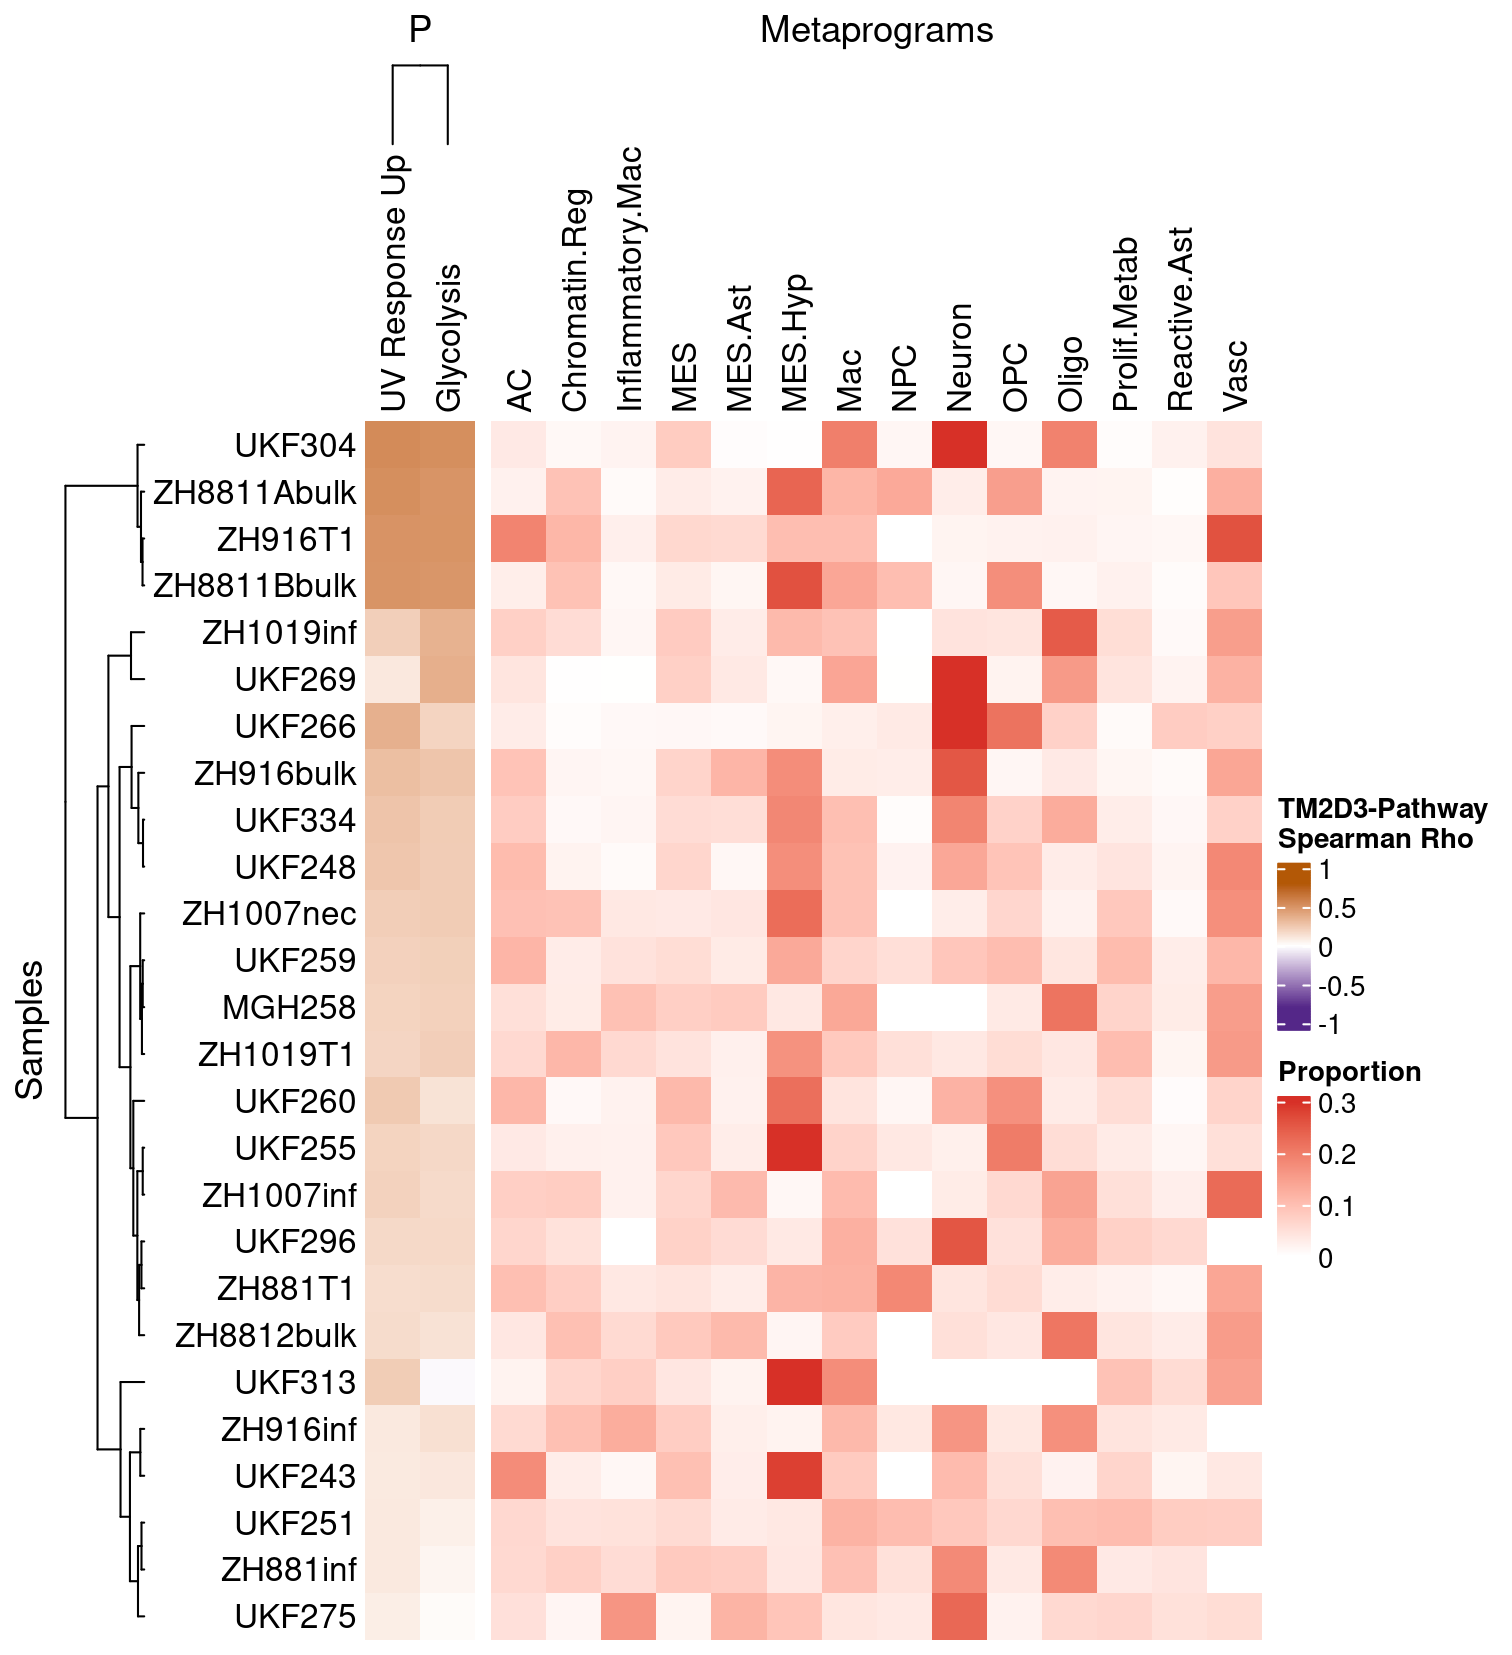 P
Metaprograms
UV Response Up
Glycolysis
AC
Chromatin.Reg
Inflammatory.Mac
MES
MES.Ast
MES.Hyp
Mac
NPC
Neuron
OPC
Oligo
Prolif.Metab
Reactive.Ast
Vasc
Samples
UKF304
ZH8811Abulk
ZH916T1
ZH8811Bbulk
ZH1019inf
UKF269
UKF266
ZH916bulk
UKF334
UKF248
ZH1007nec
UKF259
MGH258
ZH1019T1
UKF260
UKF255
ZH1007inf
UKF296
ZH881T1
ZH8812bulk
UKF313
ZH916inf
UKF243
UKF251
ZH881inf
UKF275
TM2D3-Pathway
Spearman Rho
1
0.5
0
-0.5
-1
Proportion
0.3
0.2
0.1
0